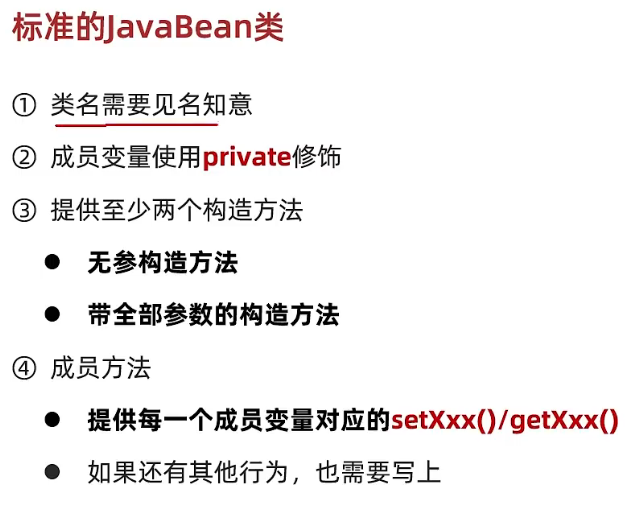 标准的JavaBean类
① 类名需要见名知意
② 成员变量使用private修饰
③ 提供至少两个构造方法
● 无参构造方法
● 带全部参数的构造方法
④ 成员方法
● 提供每一个成员变量对应的setXxx()/getXxx()
● 如果还有其他行为，也需要写上